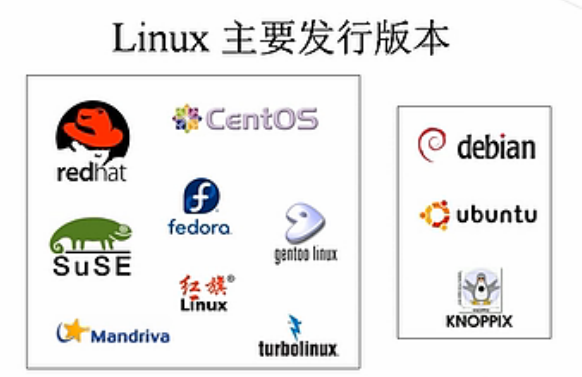 Linux 主要发行版本
redhat
CentOS
fedora
SuSE
gentoo linux
红旗®
Linux
Mandriva
turbolinux
debian
ubuntu
KNOPPIX